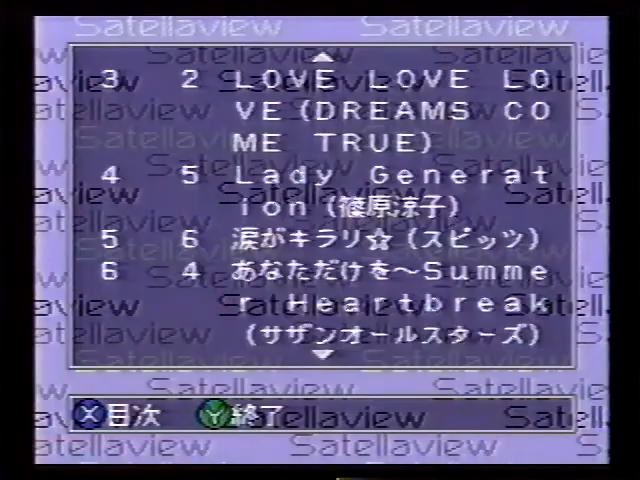 3 2 LOVE LOVE LO
VE(DREAMS CO
ME TRUE)
4 5 Lady Generat
ion(篠原涼子)
5 6 涙がキラリ☆(スピッツ)
6 4 あなただけを〜Summe
r Heartbreak
(サザンオールスターズ)
X目次 Y終了
Satellaview